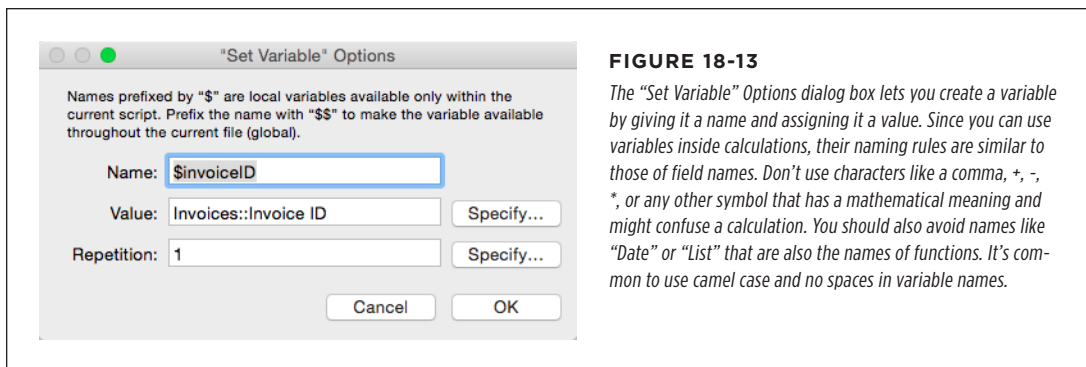 "Set Variable" Options
Names prefixed by "$" are local variables available only within the
current script. Prefix the name with "$$" to make the variable available
throughout the current file (global).
Name: $invoiceID
Value: Invoices::Invoice ID Specify...
Repetition: 1 Specify...
Cancel OK
FIGURE 18-13
The “Set Variable” Options dialog box lets you create a variable
by giving it a name and assigning it a value. Since you can use
variables inside calculations, their naming rules are similar to
those of field names. Don’t use characters like a comma, +, -,
*, or any other symbol that has a mathematical meaning and
might confuse a calculation. You should also avoid names like
“Date” or “List” that are also the names of functions. It’s com-
mon to use camel case and no spaces in variable names.